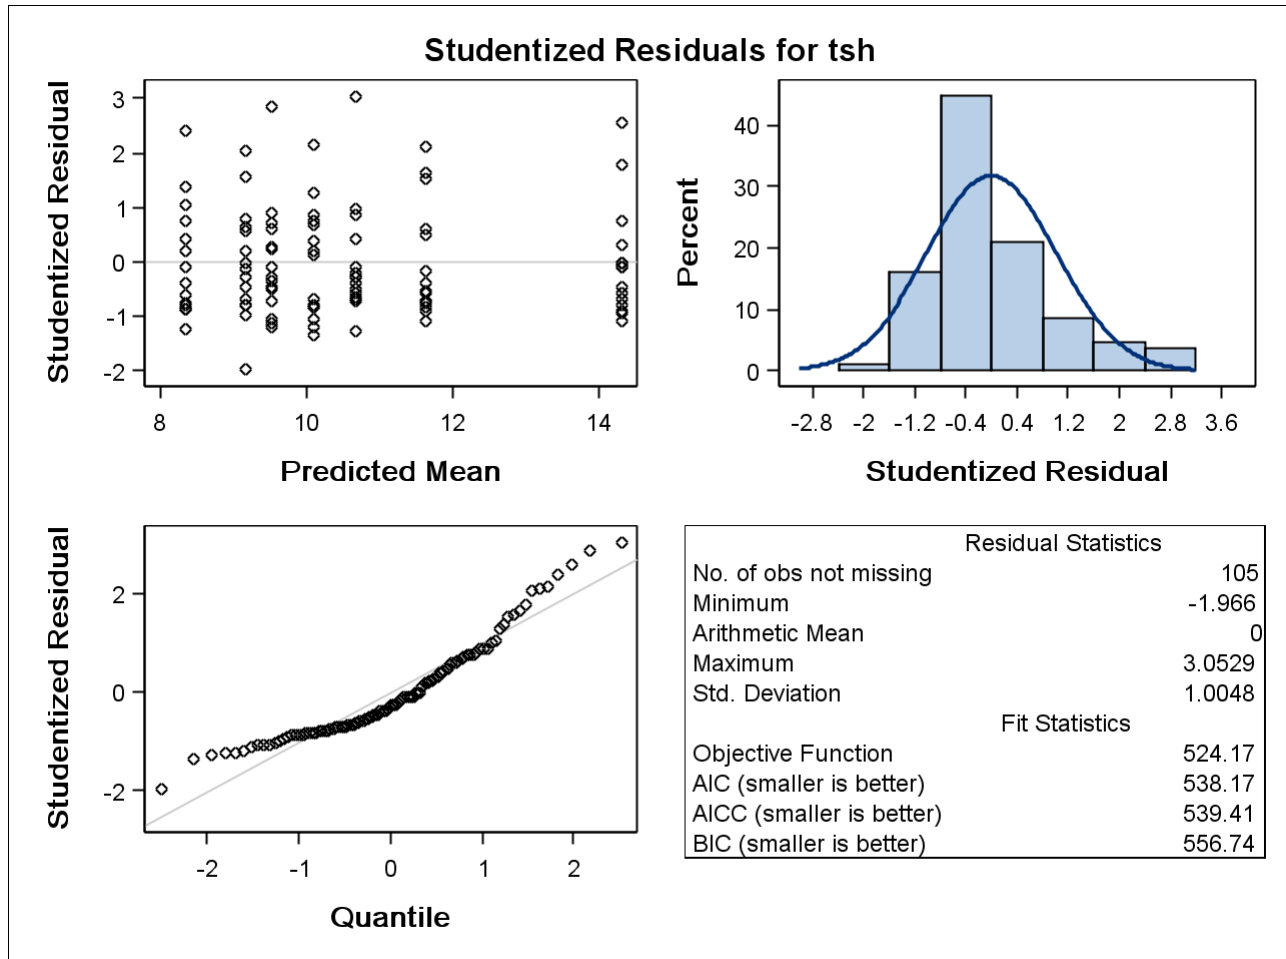 Studentized Residuals for tsh
Studentized Residual
3
2
1
0
-1
-2
8 10 12 14
Predicted Mean
Percent
40
30
20
10
0
-2.8 -2 -1.2 -0.4 0.4 1.2 2 2.8 3.6
Studentized Residual
Studentized Residual
2
0
-2
-2 -1 0 1 2
Quantile
Residual Statistics
No. of obs not missing 105
Minimum -1.966
Arithmetic Mean 0
Maximum 3.0529
Std. Deviation 1.0048
Fit Statistics
Objective Function 524.17
AIC (smaller is better) 538.17
AICC (smaller is better) 539.41
BIC (smaller is better) 556.74